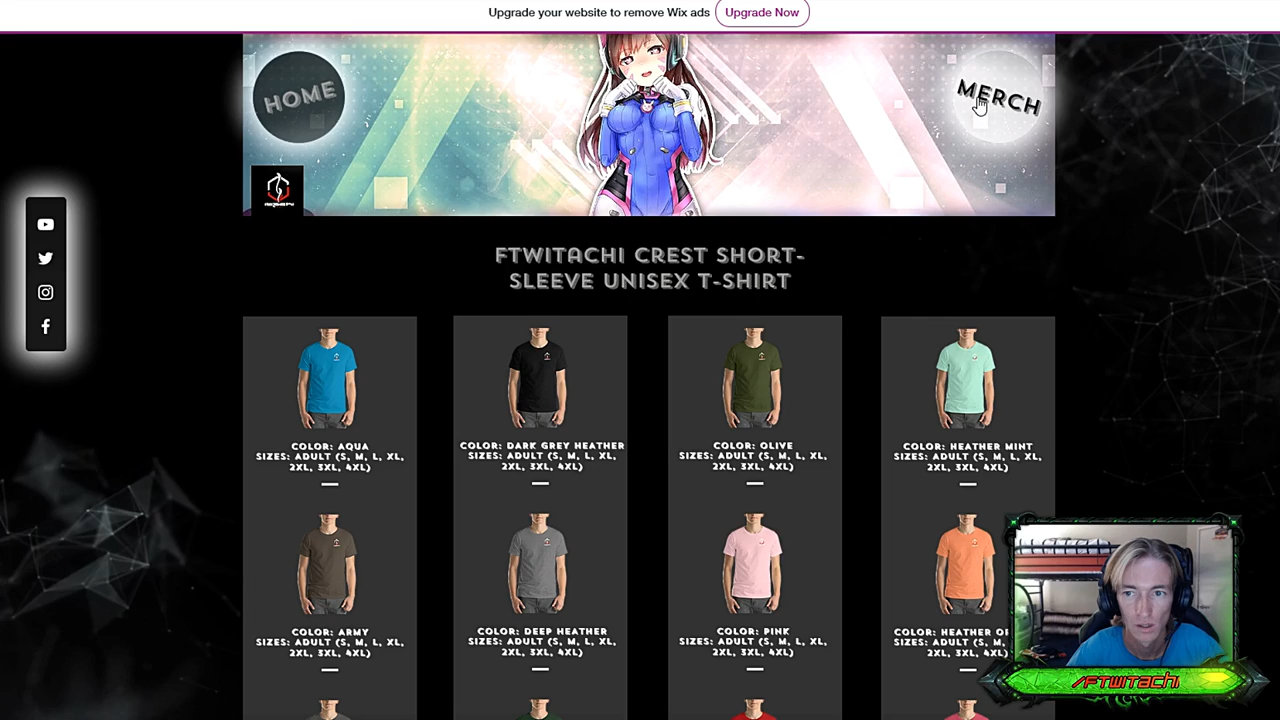 Upgrade your website to remove Wix ads Upgrade Now
HOME
MERCH
FTWITACHI CREST SHORT-
SLEEVE UNISEX T-SHIRT
COLOR: AQUA
SIZES: ADULT (S, M, L, XL,
2XL, 3XL, 4XL)
COLOR: DARK GREY HEATHER
SIZES: ADULT (S, M, L, XL,
2XL, 3XL, 4XL)
COLOR: OLIVE
SIZES: ADULT (S, M, L, XL,
2XL, 3XL, 4XL)
COLOR: HEATHER MINT
SIZES: ADULT (S, M, L, XL,
2XL, 3XL, 4XL)
COLOR: ARMY
SIZES: ADULT (S, M, L, XL,
2XL, 3XL, 4XL)
COLOR: DEEP HEATHER
SIZES: ADULT (S, M, L, XL,
2XL, 3XL, 4XL)
COLOR: PINK
SIZES: ADULT (S, M, L, XL,
2XL, 3XL, 4XL)
COLOR: HEATHER
SIZES: ADULT (S, M,
2XL, 3XL,
/FTWITACHI